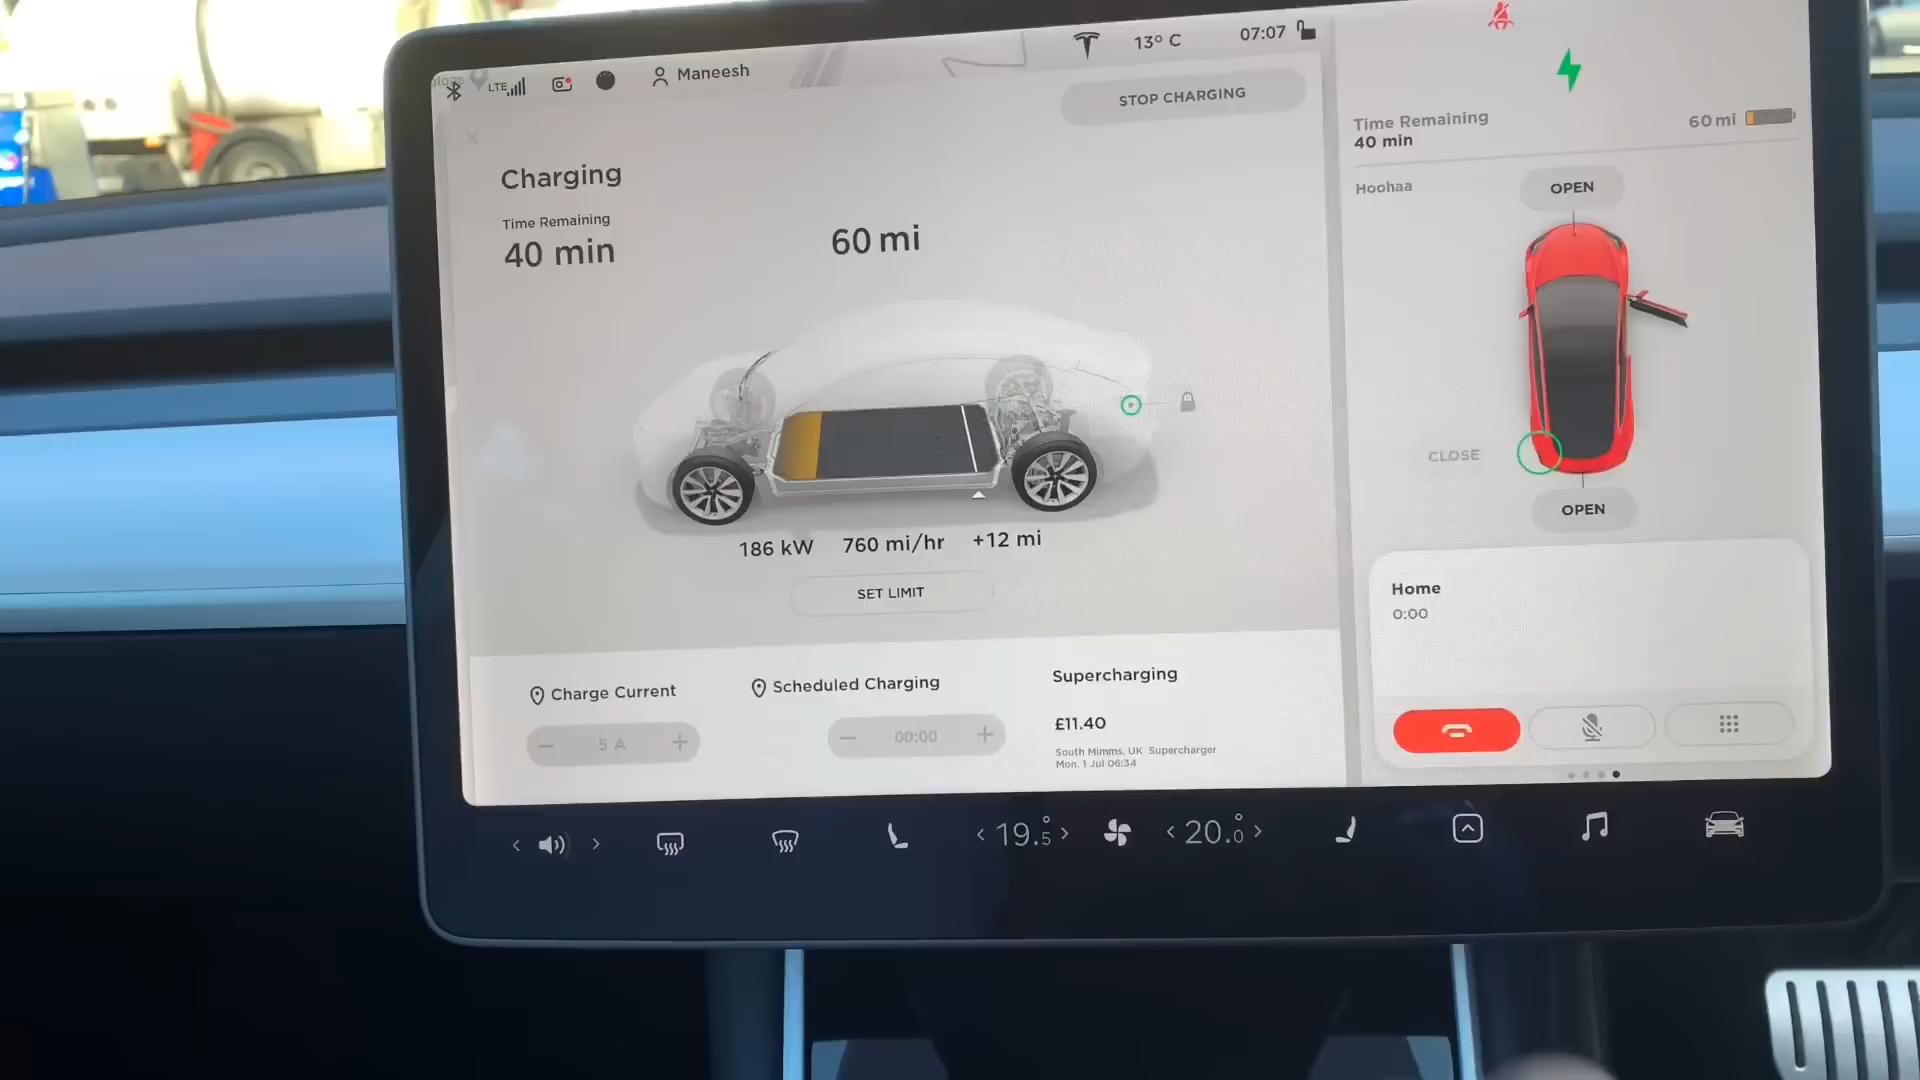 LTE
Maneesh
13° C
07:07
STOP CHARGING
Charging
Time Remaining
40 min
60 mi
186 kW
760 mi/hr
+12 mi
SET LIMIT
Charge Current
− 5 A +
Scheduled Charging
− 00:00 +
Supercharging
£11.40
South Mimms, UK Supercharger
Mon, 1 Jul 06:34
Time Remaining
40 min
60 mi
Hoohaa
OPEN
CLOSE
OPEN
Home
0:00
< >
< 19.5° >
< 20.0° >